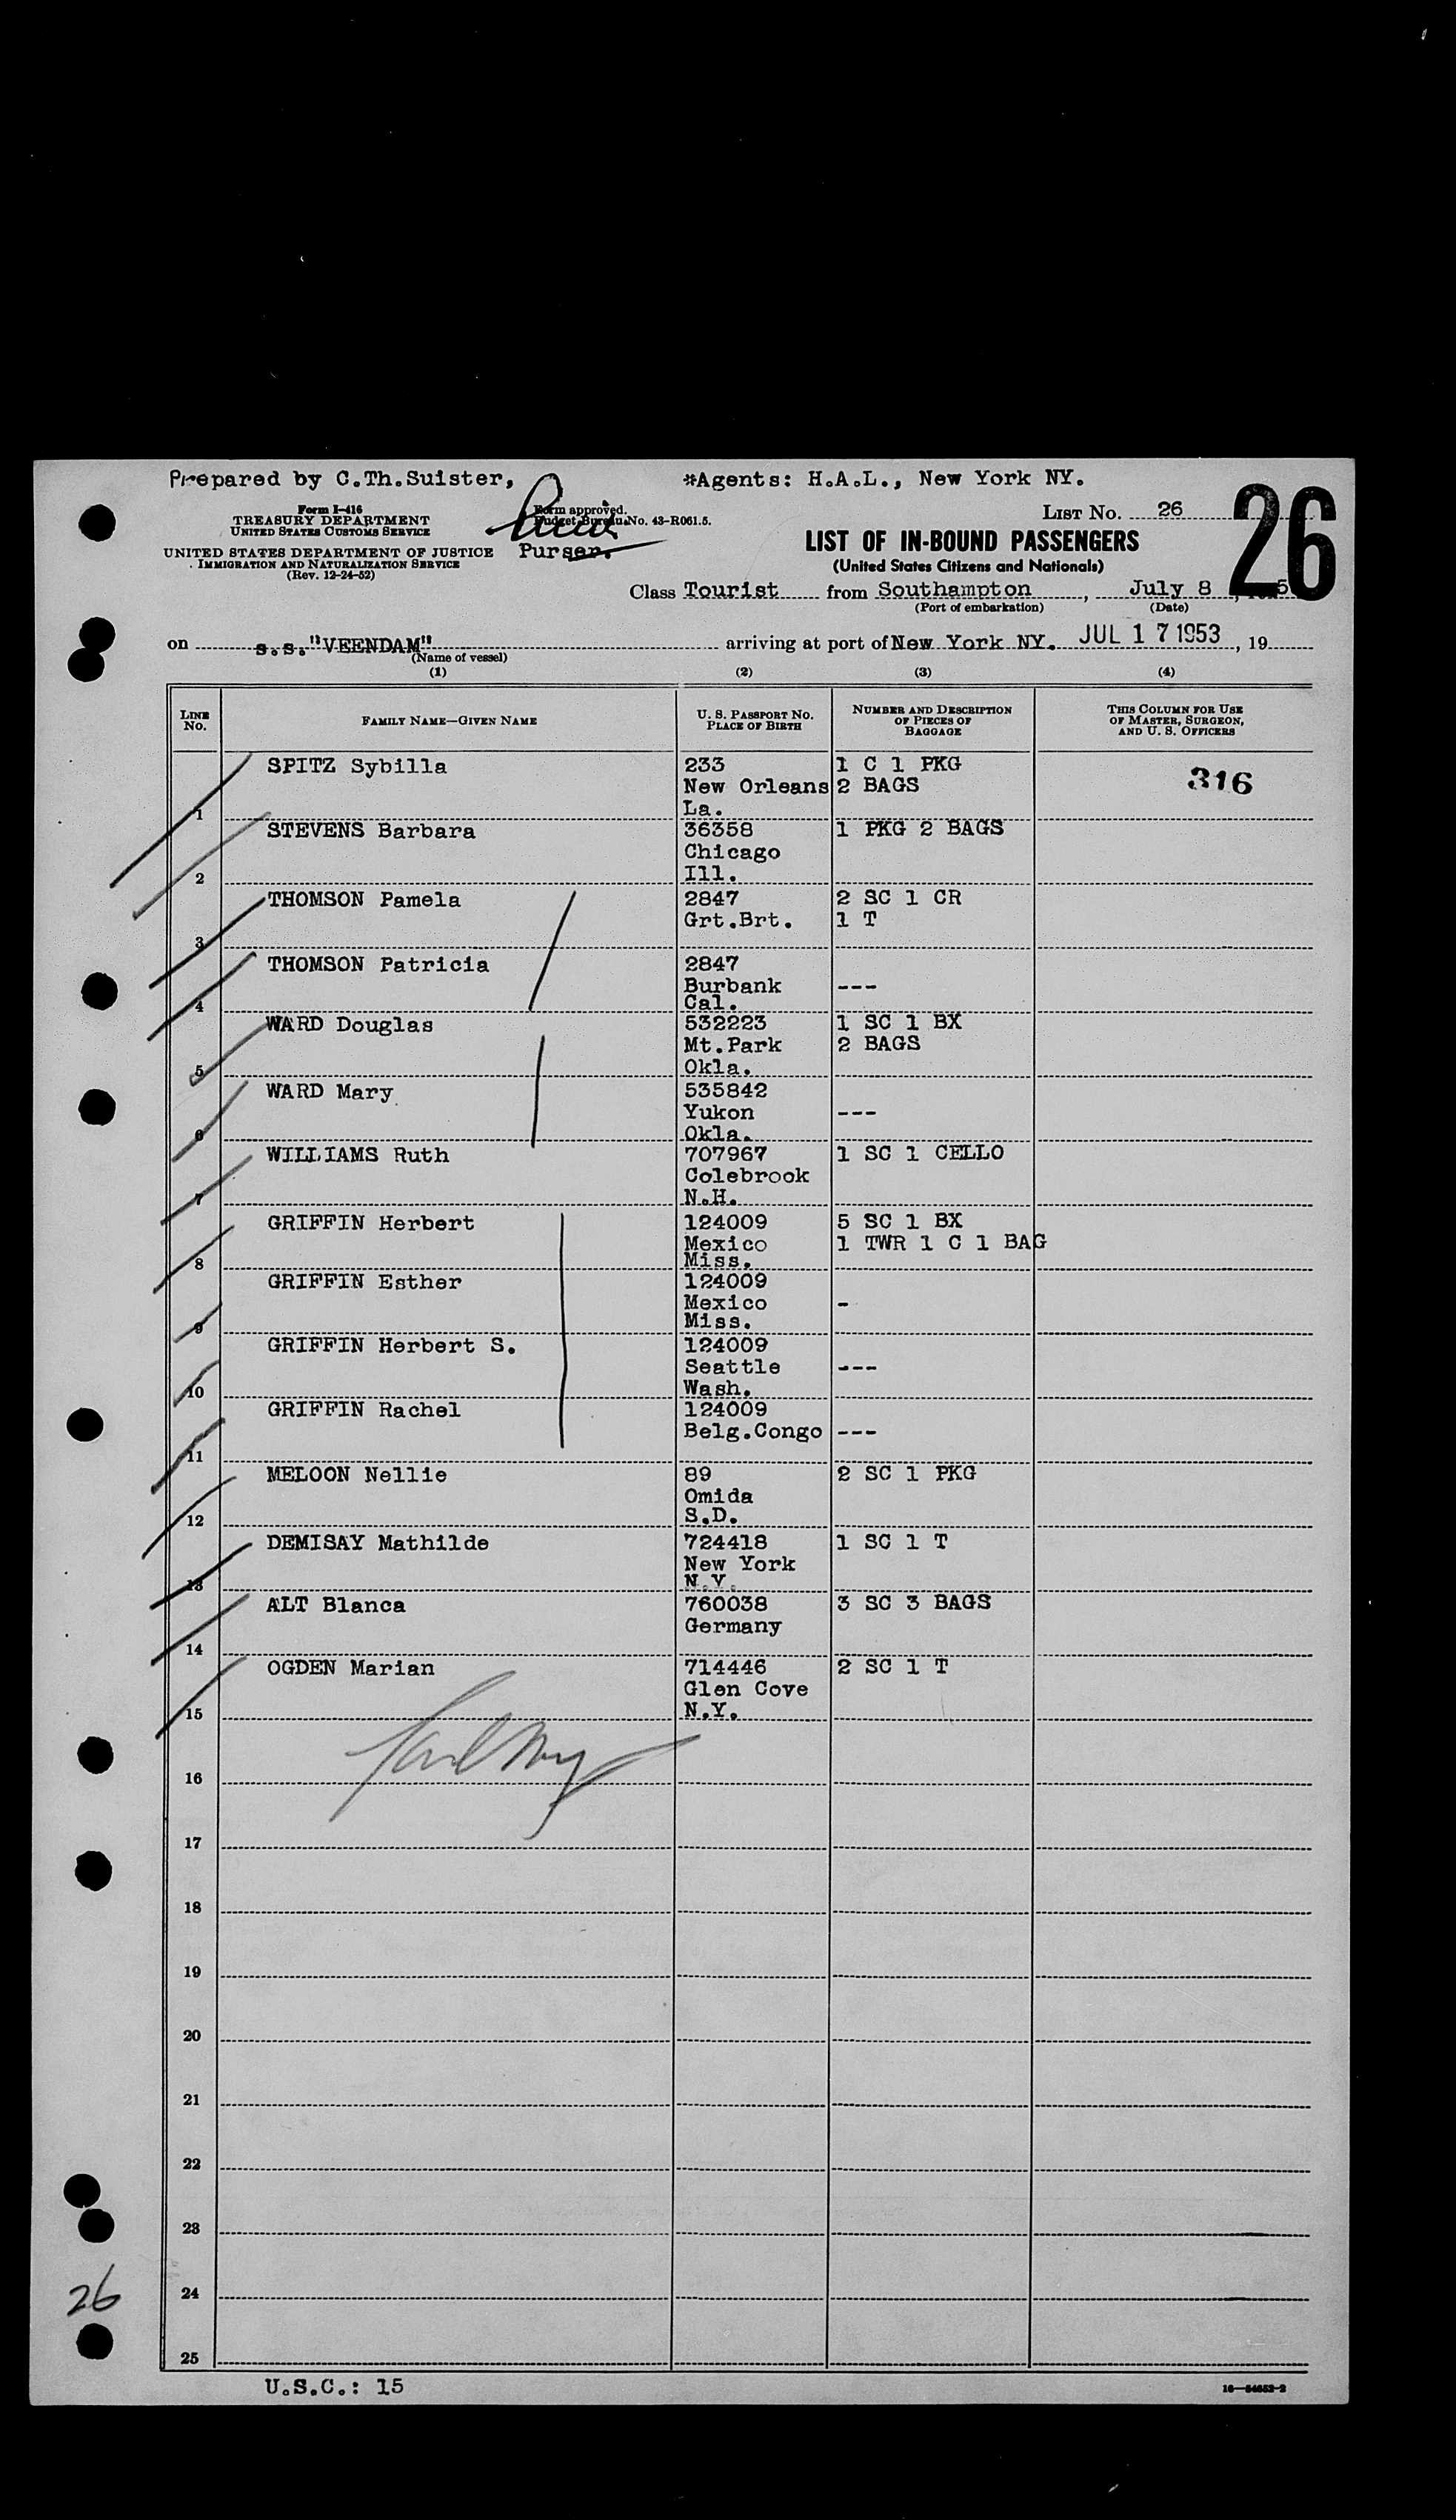 Prepared by C.Th.Suister, *Agents: H.A.L., New York NY.
Form I-416
TREASURY DEPARTMENT
UNITED STATES CUSTOMS SERVICE
UNITED STATES DEPARTMENT OF JUSTICE
IMMIGRATION AND NATURALIZATION SERVICE
(Rev. 12-24-52)
Form approved.
Budget Bureau No. 43-R061.5.
Purser.
LIST No. 26
26
LIST OF IN-BOUND PASSENGERS
(United States Citizens and Nationals)
Class Tourist from Southampton, July 8, 5
(Port of embarkation) (Date)
on s.s."VEENDAM" arriving at port of New York NY. JUL 17 1953, 19
(Name of vessel)
(1) (2) (3) (4)
LINE No. FAMILY NAME—GIVEN NAME U. S. PASSPORT NO. PLACE OF BIRTH NUMBER AND DESCRIPTION OF PIECES OF BAGGAGE THIS COLUMN FOR USE OF MASTER, SURGEON, AND U. S. OFFICERS
SPITZ Sybilla 233 1 C 1 PKG
New Orleans 2 BAGS 316
1 La.
STEVENS Barbara 36358 1 PKG 2 BAGS
Chicago
2 Ill.
THOMSON Pamela 2847 2 SC 1 CR
Grt.Brt. 1 T
3
THOMSON Patricia 2847
Burbank ---
4 Cal.
WARD Douglas 532223 1 SC 1 BX
Mt.Park 2 BAGS
5 Okla.
WARD Mary 535842
Yukon ---
6 Okla.
WILLIAMS Ruth 707967 1 SC 1 CELLO
Colebrook
7 N.H.
GRIFFIN Herbert 124009 5 SC 1 BX
Mexico 1 TWR 1 C 1 BAG
8 Miss.
GRIFFIN Esther 124009
Mexico -
9 Miss.
GRIFFIN Herbert S. 124009
Seattle ---
10 Wash.
GRIFFIN Rachel 124009
Belg.Congo ---
11
MELOON Nellie 89 2 SC 1 PKG
Omida
12 S.D.
DEMISAY Mathilde 724418 1 SC 1 T
New York
13 N.Y.
ALT Blanca 760038 3 SC 3 BAGS
Germany
14
OGDEN Marian 714446 2 SC 1 T
Glen Cove
15 N.Y.
16
17
18
19
20
21
22
23
24
26
25
U.S.C.: 15
16—64652-2